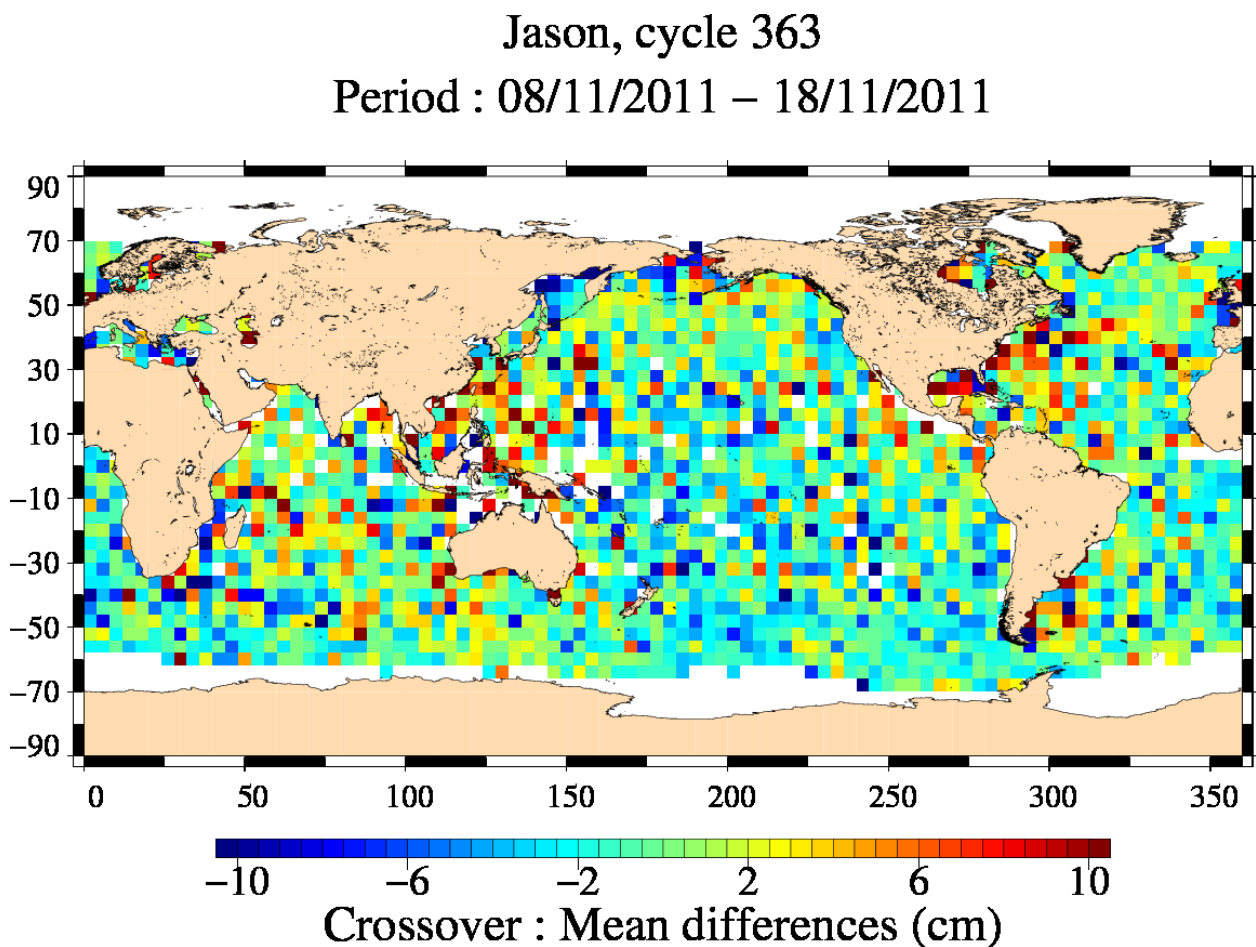 Jason, cycle 363
Period : 08/11/2011 – 18/11/2011
90
70
50
30
10
−10
−30
−50
−70
−90
0 50 100 150 200 250 300 350
−10 −6 −2 2 6 10
Crossover : Mean differences (cm)